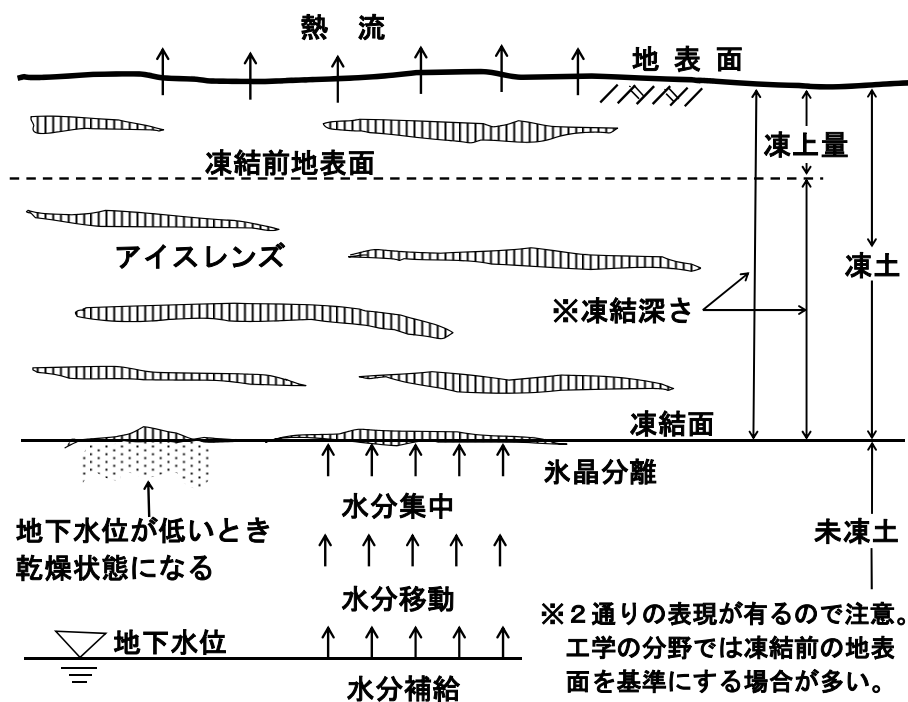 熱 流
地 表 面
凍上量
凍結前地表面
アイスレンズ
凍土
※凍結深さ
凍結面
氷晶分離
水分集中
地下水位が低いとき
乾燥状態になる
未凍土
水分移動
※２通りの表現が有るので注意。
工学の分野では凍結前の地表
面を基準にする場合が多い。
地下水位
水分補給